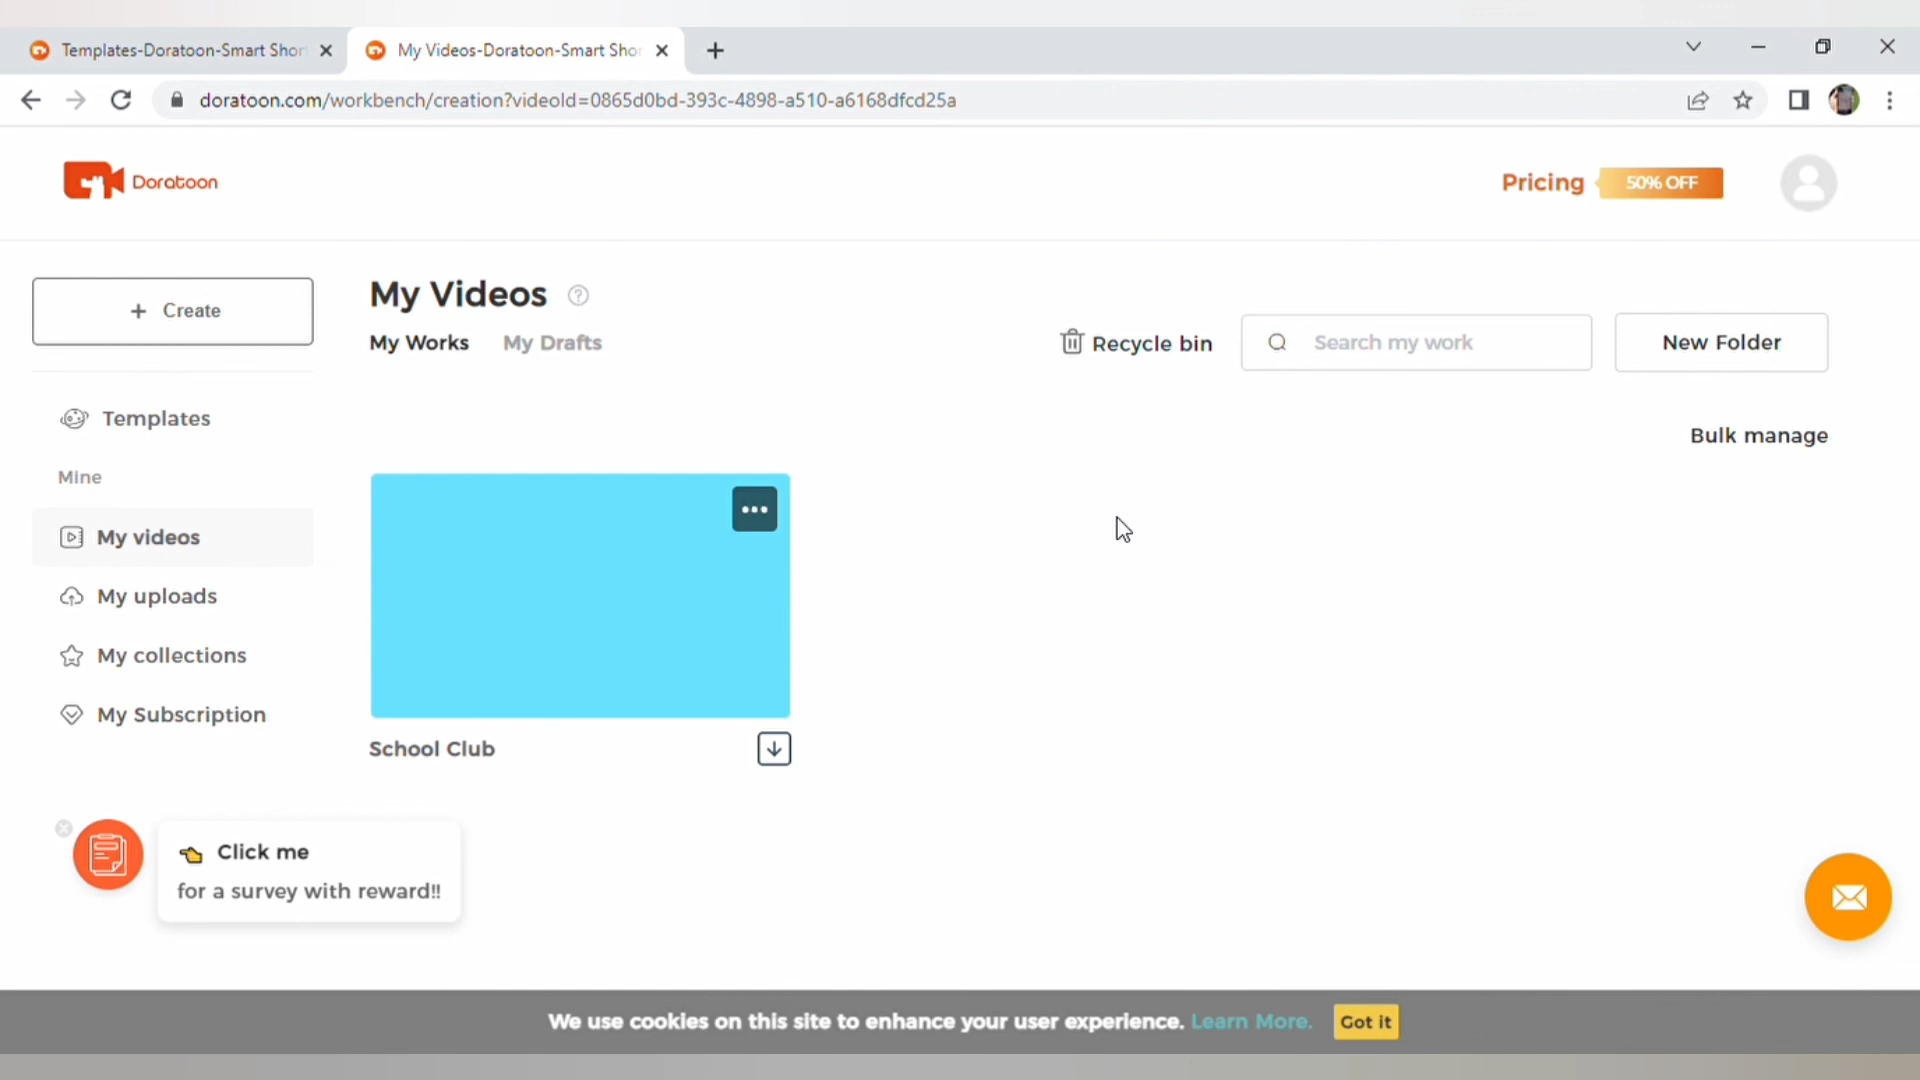 Templates-Doratoon-Smart Shor
My Videos-Doratoon-Smart Sho
doratoon.com/workbench/creation?videoId=0865d0bd-393c-4898-a510-a6168dfcd25a
Doratoon
Pricing
50% OFF
+ Create
My Videos ?
My Works
My Drafts
Recycle bin
Search my work
New Folder
Templates
Bulk manage
Mine
My videos
My uploads
My collections
My Subscription
School Club
Click me
for a survey with reward!!
We use cookies on this site to enhance your user experience. Learn More.
Got it